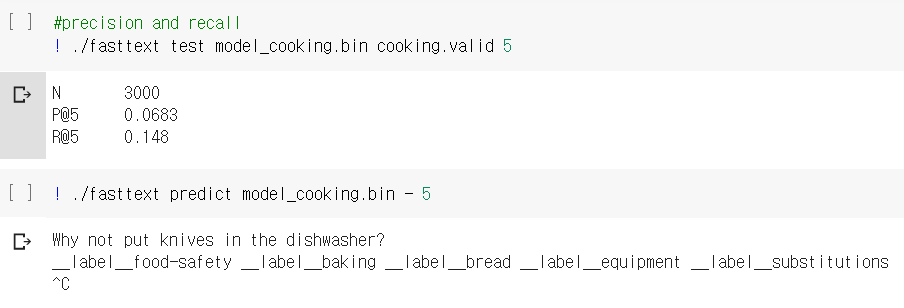 [ ] #precision and recall
! ./fasttext test model_cooking.bin cooking.valid 5
N 3000
P@5 0.0683
R@5 0.148
[ ] ! ./fasttext predict model_cooking.bin - 5
Why not put knives in the dishwasher?
__label__food-safety __label__baking __label__bread __label__equipment __label__substitutions
^C